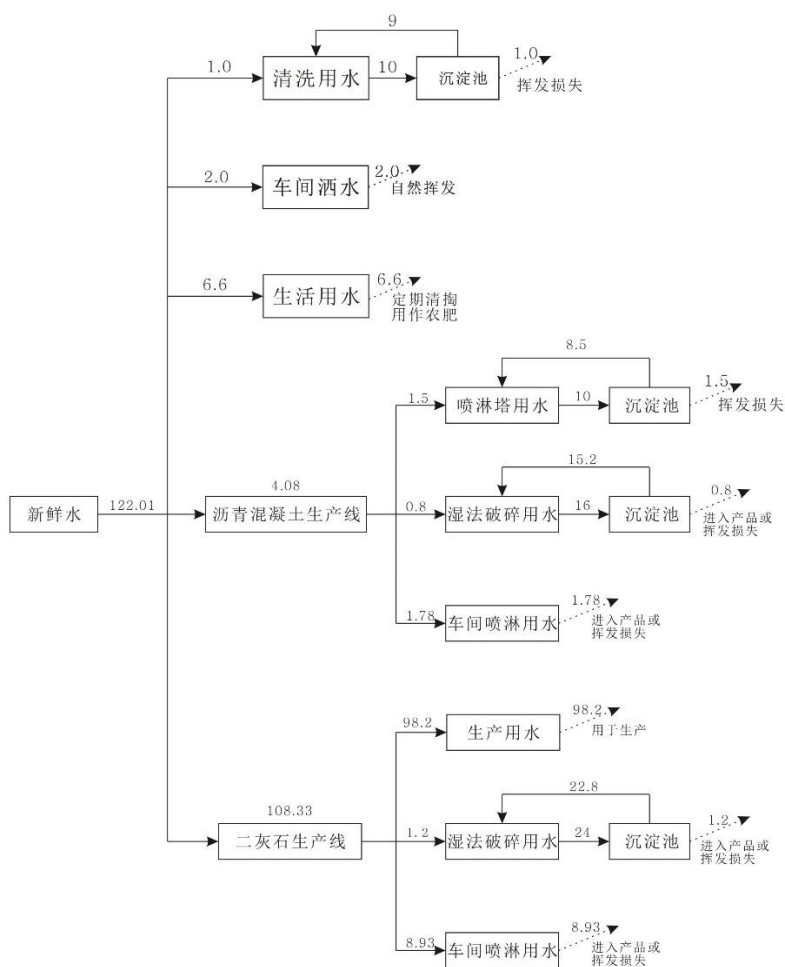 9
1.0
清洗用水
10
沉淀池
1.0
挥发损失
2.0
车间洒水
2.0
自然挥发
6.6
生活用水
6.6
定期清掏
用作农肥
8.5
1.5
喷淋塔用水
10
沉淀池
1.5
挥发损失
新鲜水
122.01
4.08
沥青混凝土生产线
15.2
0.8
湿法破碎用水
16
沉淀池
0.8
进入产品或
挥发损失
1.78
车间喷淋用水
1.78
进入产品或
挥发损失
98.2
生产用水
98.2
用于生产
108.33
二灰石生产线
22.8
1.2
湿法破碎用水
24
沉淀池
1.2
进入产品或
挥发损失
8.93
车间喷淋用水
8.93
进入产品或
挥发损失